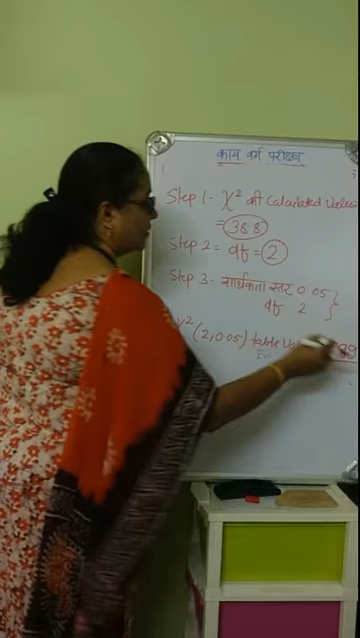 काय वर्ग परीक्षण
Step 1- χ² की Calculated Value
= 38.8
Step 2 = df = 2
Step 3 - सार्थकता स्तर 0.05
df 2
χ² (2,0.05) table